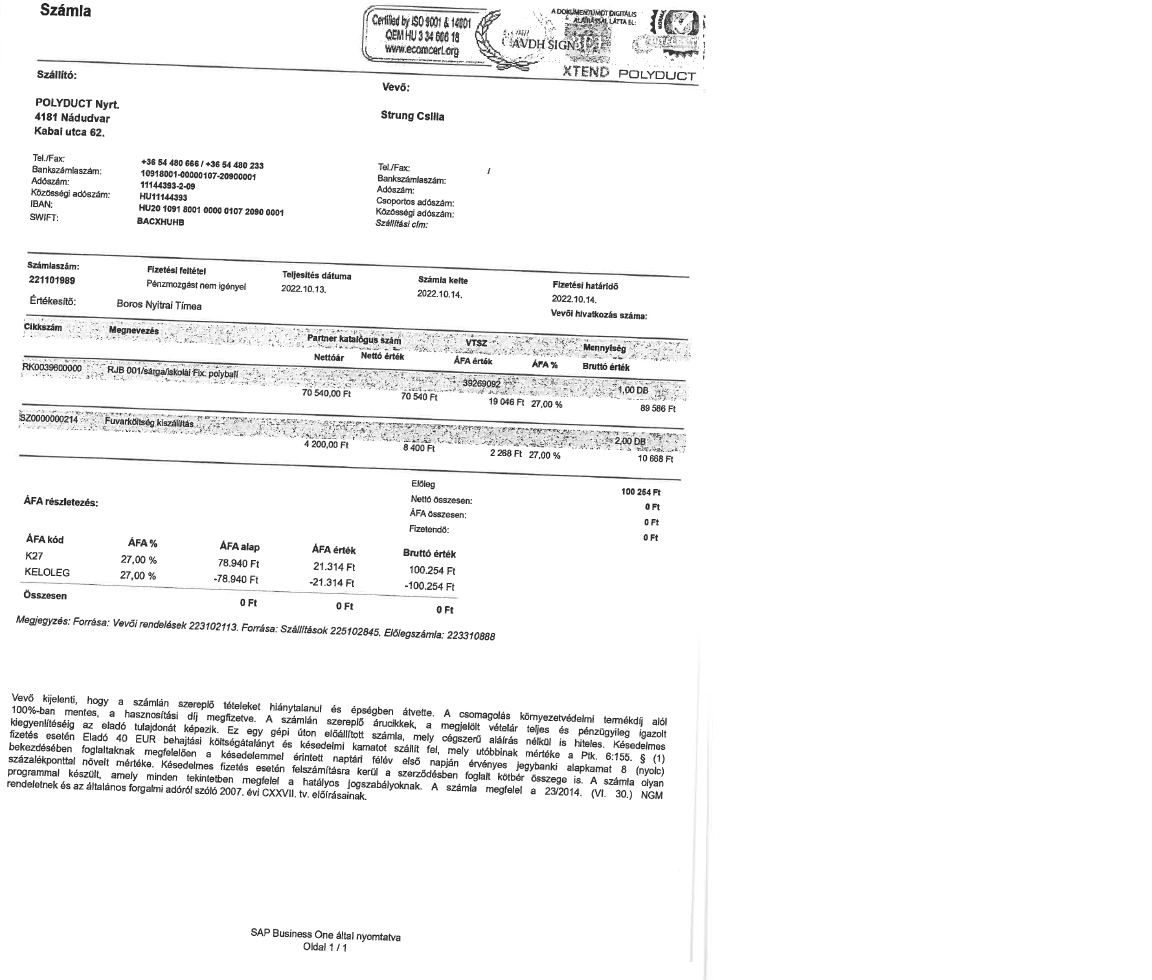 Számla
Certified by ISO 9001 & 14001
QEM HU 3 34 666 18
www.ecomcert.org
A DOKUMENTUMOT DIGITÁLIS
ALÁÍRÁSSAL LÁTTA EL:
AVDH SIGN
XTEND POLYDUCT
Szállító:
Vevő:
POLYDUCT Nyrt.
4181 Nádudvar
Kabai utca 62.
Strung Csilla
Tel./Fax: +36 54 480 666 / +36 54 480 233
Bankszámlaszám: 10918001-00000107-20900001
Adószám: 11144393-2-09
Közösségi adószám: HU11144393
IBAN: HU20 1091 8001 0000 0107 2090 0001
SWIFT: BACXHUHB
Tel./Fax: /
Bankszámlaszám:
Adószám:
Csoportos adószám:
Közösségi adószám:
Szállítási cím:
Számlaszám: Fizetési feltétel Teljesítés dátuma Számla kelte Fizetési határidő
221101989 Pénzmozgást nem igényel 2022.10.13. 2022.10.14. 2022.10.14.
Értékesítő: Boros Nyitrai Tímea Vevői hivatkozás száma:
Cikkszám Megnevezés Partner katalógus szám VTSZ Mennyiség
Nettóár Nettó érték ÁFA érték ÁFA % Bruttó érték
RK0039600000 RJB 001/sárga/iskolái Fix. polyball 39269092 1,00 DB
70 540,00 Ft 70 540 Ft 19 046 Ft 27,00 % 89 586 Ft
SZ0000000214 Fuvarköltség kiszállítás 2,00 DB
4 200,00 Ft 8 400 Ft 2 268 Ft 27,00 % 10 668 Ft
Előleg 100 254 Ft
Nettó összesen: 0 Ft
ÁFA összesen: 0 Ft
Fizetendő: 0 Ft
ÁFA részletezés:
ÁFA kód ÁFA % ÁFA alap ÁFA érték Bruttó érték
K27 27,00 % 78.940 Ft 21.314 Ft 100.254 Ft
KELOLEG 27,00 % -78.940 Ft -21.314 Ft -100.254 Ft
Összesen 0 Ft 0 Ft 0 Ft
Megjegyzés: Forrása: Vevői rendelések 223102113. Forrása: Szállítások 225102845. Előlegszámla: 223310888
Vevő kijelenti, hogy a számlán szereplő tételeket hiánytalanul és épségben átvette. A csomagolás környezetvédelmi termékdíj alól
100%-ban mentes, a hasznosítási díj megfizetve. A számlán szereplő árucikkek, a megjelölt vételár teljes és pénzügyileg igazolt
kiegyenlítéséig az eladó tulajdonát képezik. Ez egy gépi úton előállított számla, mely cégszerű aláírás nélkül is hiteles. Késedelmes
fizetés esetén Eladó 40 EUR behajtási költségátalányt és késedelmi kamatot szállít fel, mely utóbbinak mértéke a Ptk. 6:155. § (1)
bekezdésében foglaltaknak megfelelően a késedelemmel érintett naptári félév első napján érvényes jegybanki alapkamat 8 (nyolc)
százalékponttal növelt mértéke. Késedelmes fizetés esetén felszámításra kerül a szerződésben foglalt kötbér összege is. A számla olyan
programmal készült, amely minden tekintetben megfelel a hatályos jogszabályoknak. A számla megfelel a 23/2014. (VI. 30.) NGM
rendeletnek és az általános forgalmi adóról szóló 2007. évi CXXVII. tv. előírásainak.
SAP Business One által nyomtatva
Oldal 1 / 1